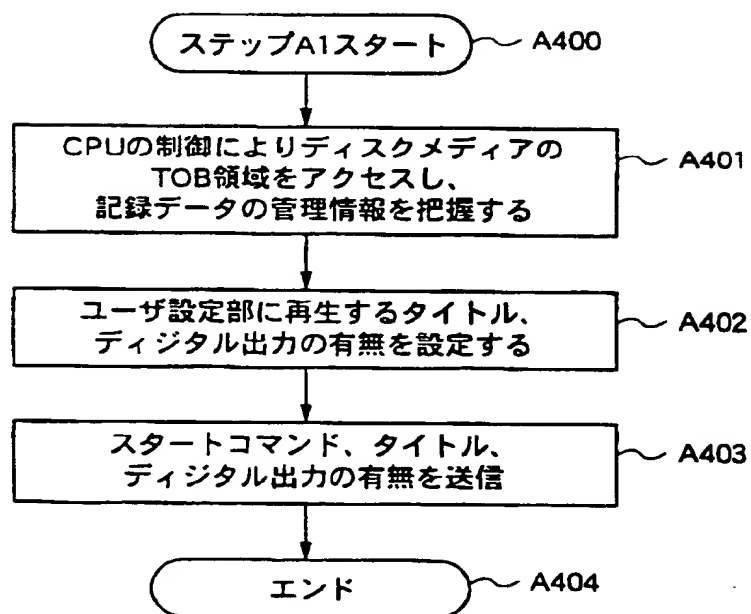 ステップA1スタート
A400
CPUの制御によりディスクメディアの
TOB領域をアクセスし、
記録データの管理情報を把握する
A401
ユーザ設定部に再生するタイトル、
ディジタル出力の有無を設定する
A402
スタートコマンド、タイトル、
ディジタル出力の有無を送信
A403
エンド
A404